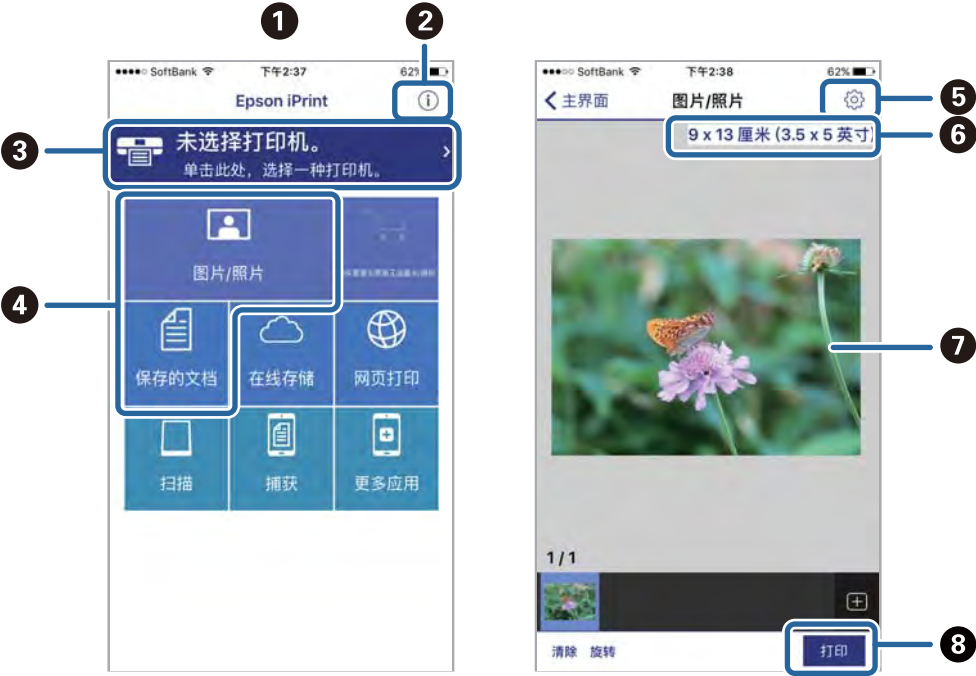 1
2
●●●●○ SoftBank 下午2:37 62%
Epson iPrint
3
未选择打印机。
单击此处，选择一种打印机。
4
图片/照片
保存的文档
在线存储
网页打印
扫描
捕获
更多应用
●●●○○ SoftBank 下午2:38 62%
主界面 图片/照片
5
9 x 13 厘米 (3.5 x 5 英寸)
6
7
1/1
清除 旋转 打印
8